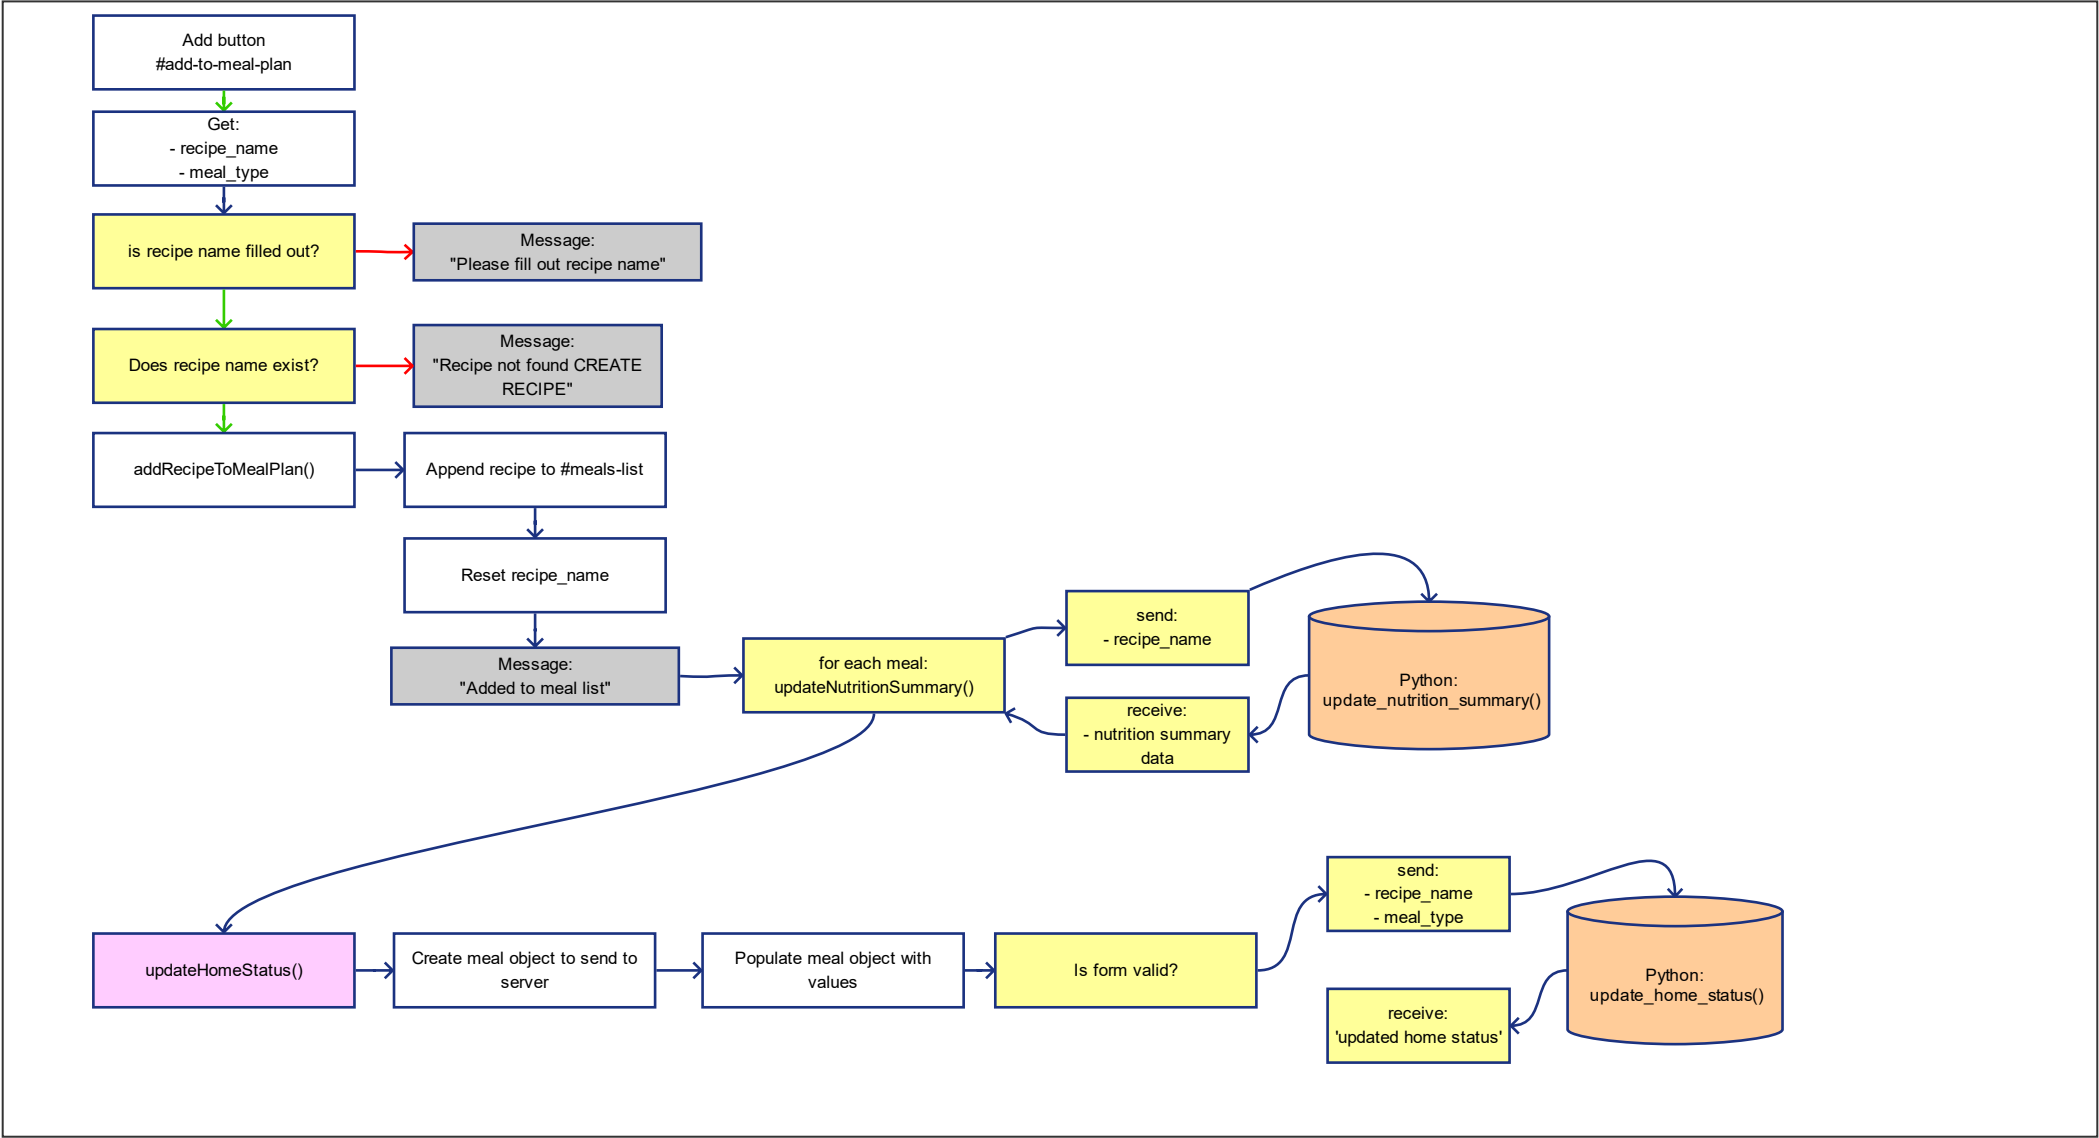 Add button
#add-to-meal-plan
Get:
- recipe_name
- meal_type
is recipe name filled out?
Message:
"Please fill out recipe name"
Does recipe name exist?
Message:
"Recipe not found CREATE
RECIPE"
addRecipeToMealPlan()
Append recipe to #meals-list
Reset recipe_name
Message:
"Added to meal list"
for each meal:
updateNutritionSummary()
send:
- recipe_name
Python:
update_nutrition_summary()
receive:
- nutrition summary
data
updateHomeStatus()
Create meal object to send to
server
Populate meal object with
values
Is form valid?
send:
- recipe_name
- meal_type
Python:
update_home_status()
receive:
'updated home status'